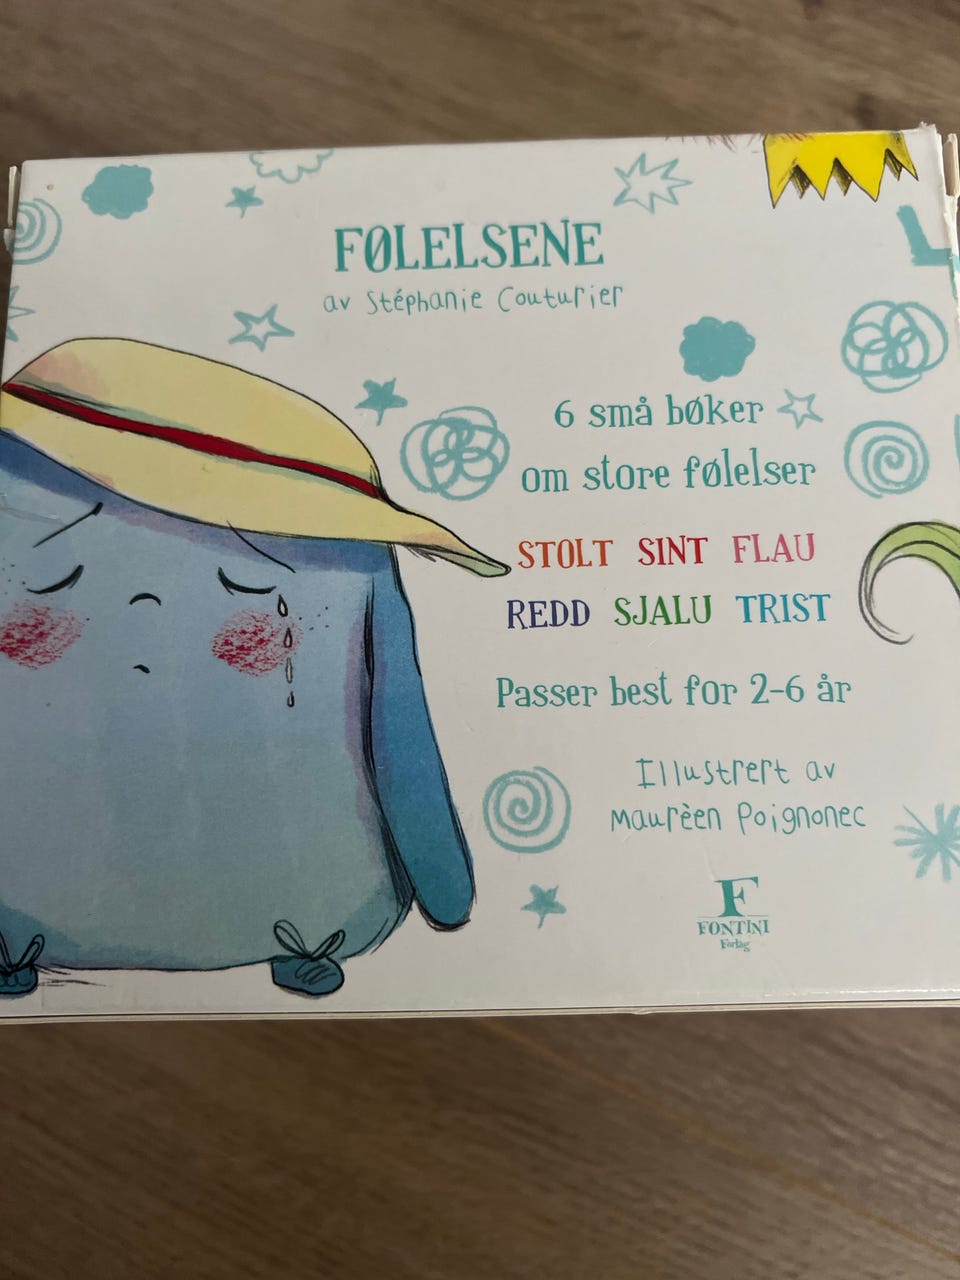 FØLELSENE
av Stéphanie Couturier
6 små bøker
om store følelser
STOLT SINT FLAU
REDD SJALU TRIST
Passer best for 2-6 år
Illustrert av
Maurèen Poignonec
F
FONTINI
Forlag